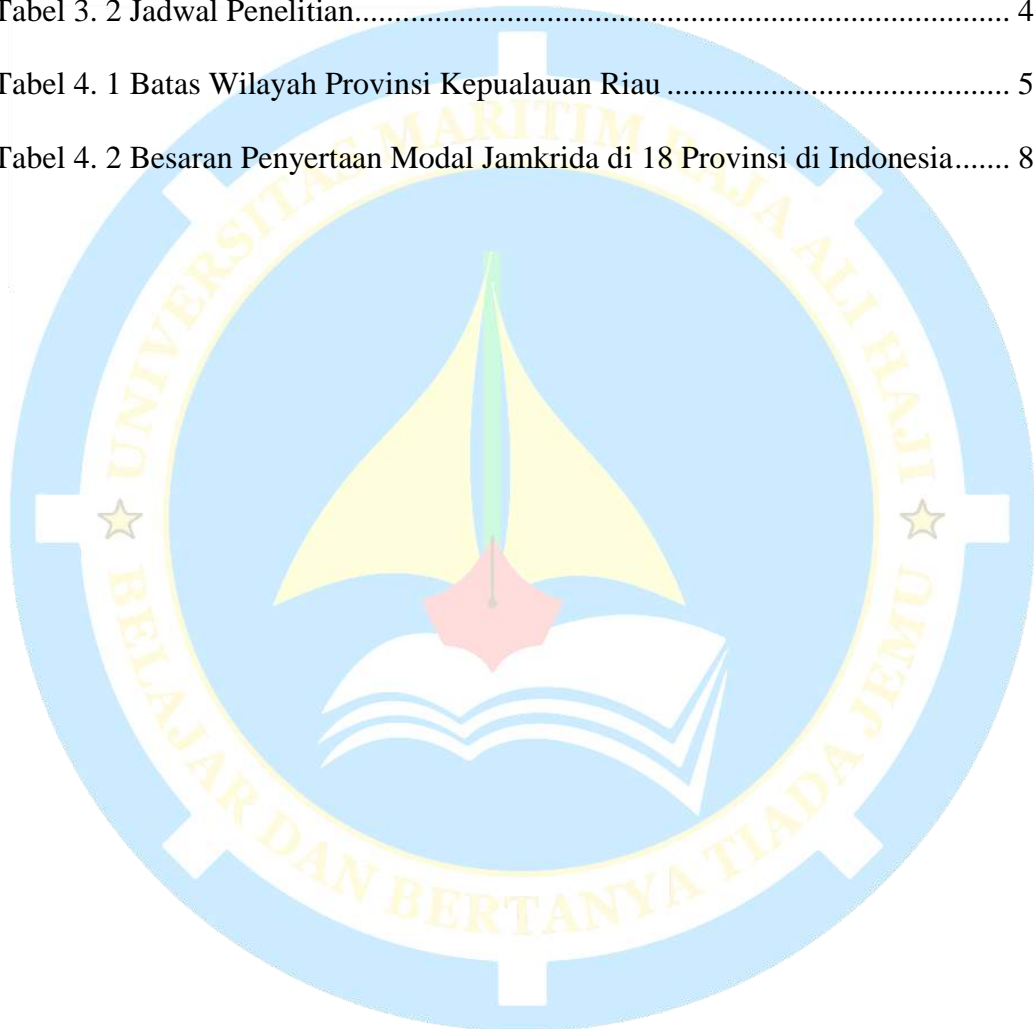 Tabel 3. 2 Jadwal Penelitian................................................................................... 4
Tabel 4. 1 Batas Wilayah Provinsi Kepualauan Riau ............................................ 5
Tabel 4. 2 Besaran Penyertaan Modal Jamkrida di 18 Provinsi di Indonesia....... 8
UNIVERSITAS MARITIM RAJA ALI HAJI
BELAJAR DAN BERTANYA TIADA JEMU